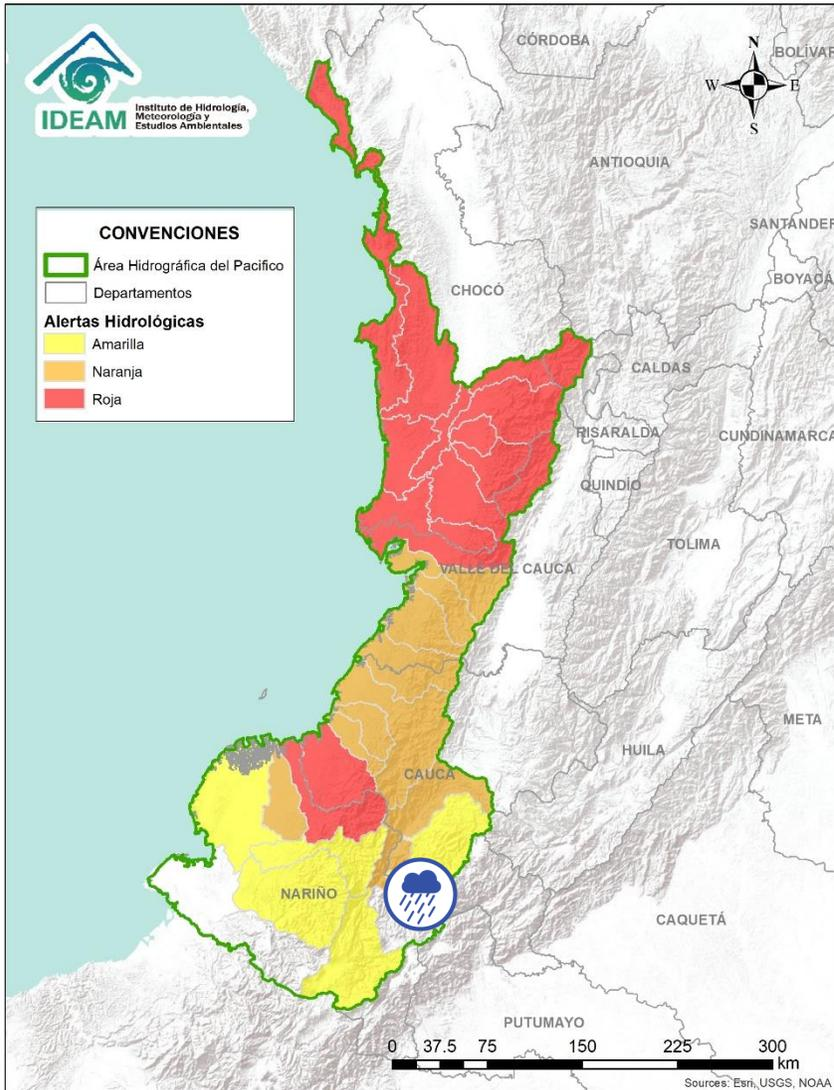 IDEAM
Instituto de Hidrología,
Meteorología y
Estudios Ambientales
CÓRDOBA
BOLÍVAR
N
W
E
S
ANTIOQUIA
SANTANDER
BOYACÁ
CONVENCIONES
Área Hidrográfica del Pacifico
Departamentos
Alertas Hidrológicas
Amarilla
Naranja
Roja
CHOCÓ
CALDAS
RISARALDA
CUNDINAMARCA
QUINDÍO
TOLIMA
VALLE DEL CAUCA
META
HUILA
CAUCA
NARIÑO
CAQUETÁ
PUTUMAYO
0 37.5 75 150 225 300
km
Sources: Esri, USGS, NOAA